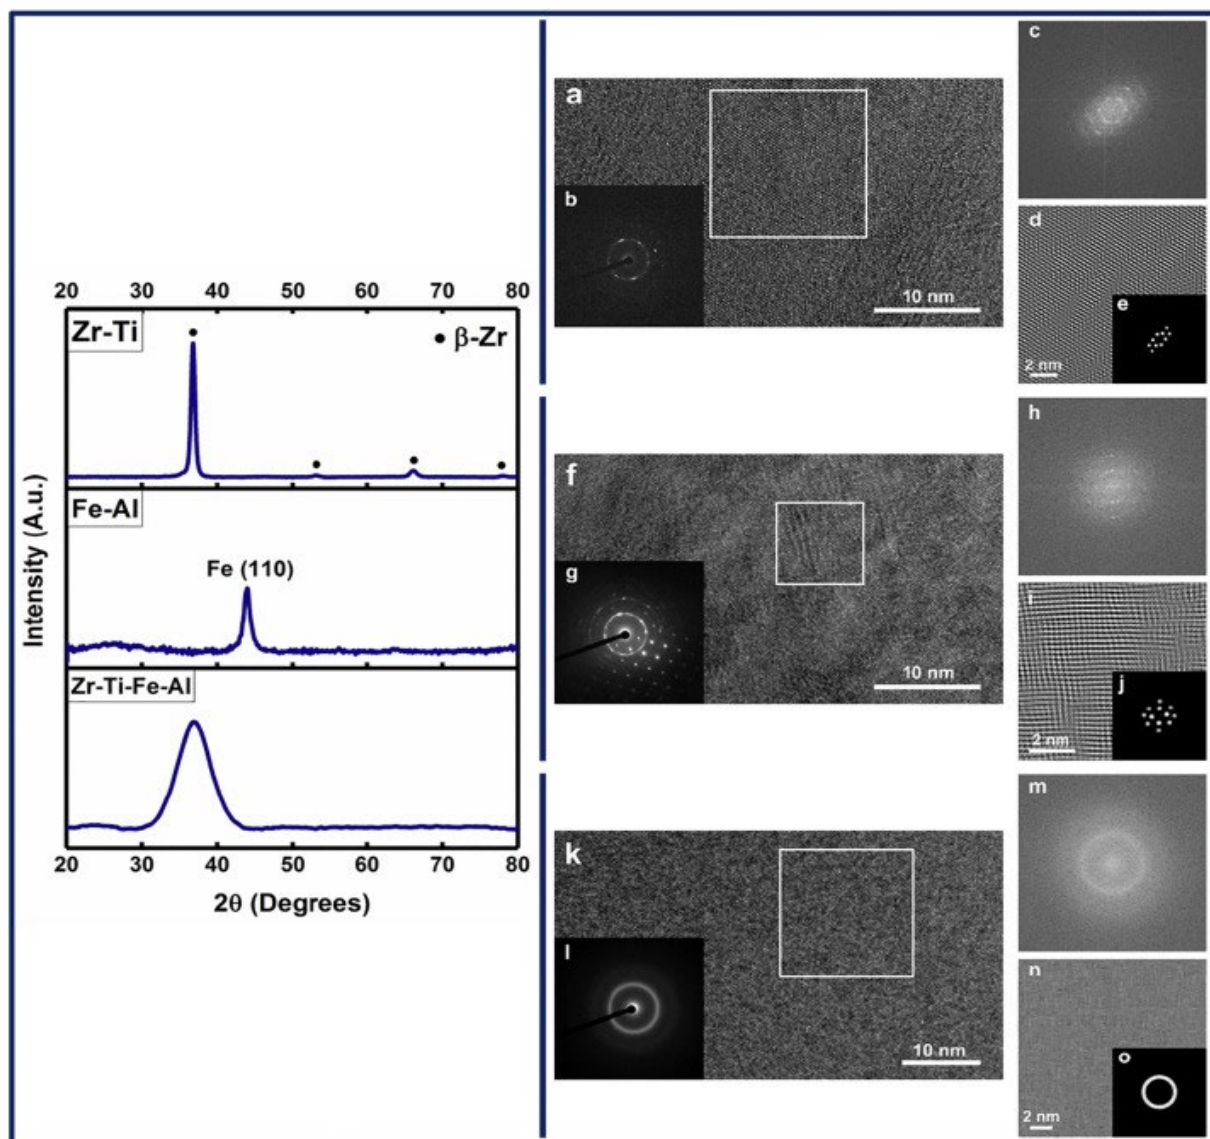 20 30 40 50 60 70 80
Zr-Ti
• β-Zr
Fe-Al
Fe (110)
Zr-Ti-Fe-Al
20 30 40 50 60 70 80
2θ (Degrees)
Intensity (A.u.)
a
b
10 nm
c
d
e
2 nm
f
g
10 nm
h
i
j
2 nm
k
l
10 nm
m
n
o
2 nm